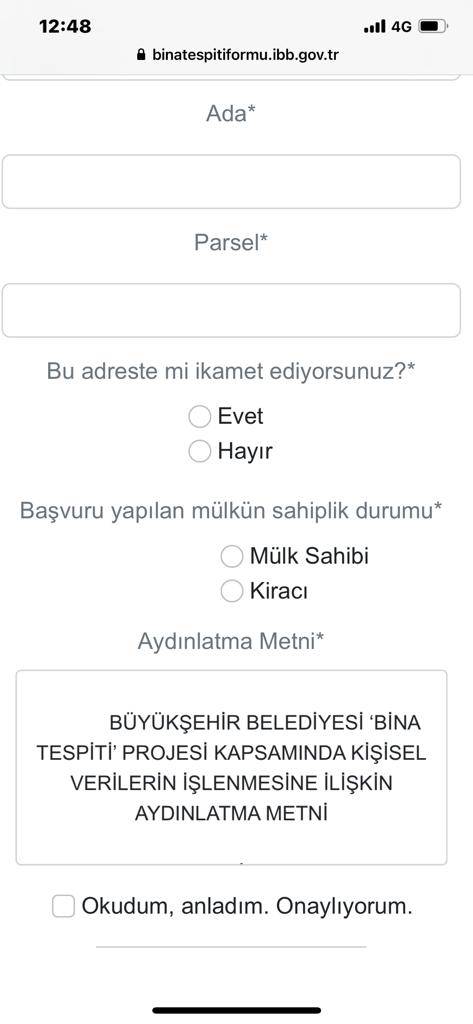 12:48
4G
binatespitiformu.ibb.gov.tr
Ada*
Parsel*
Bu adreste mi ikamet ediyorsunuz?*
Evet
Hayır
Başvuru yapılan mülkün sahiplik durumu*
Mülk Sahibi
Kiracı
Aydınlatma Metni*
BÜYÜKŞEHİR BELEDİYESİ ‘BİNA
TESPİTİ’ PROJESİ KAPSAMINDA KİŞİSEL
VERİLERİN İŞLENMESİNE İLİŞKİN
AYDINLATMA METNİ
Okudum, anladım. Onaylıyorum.